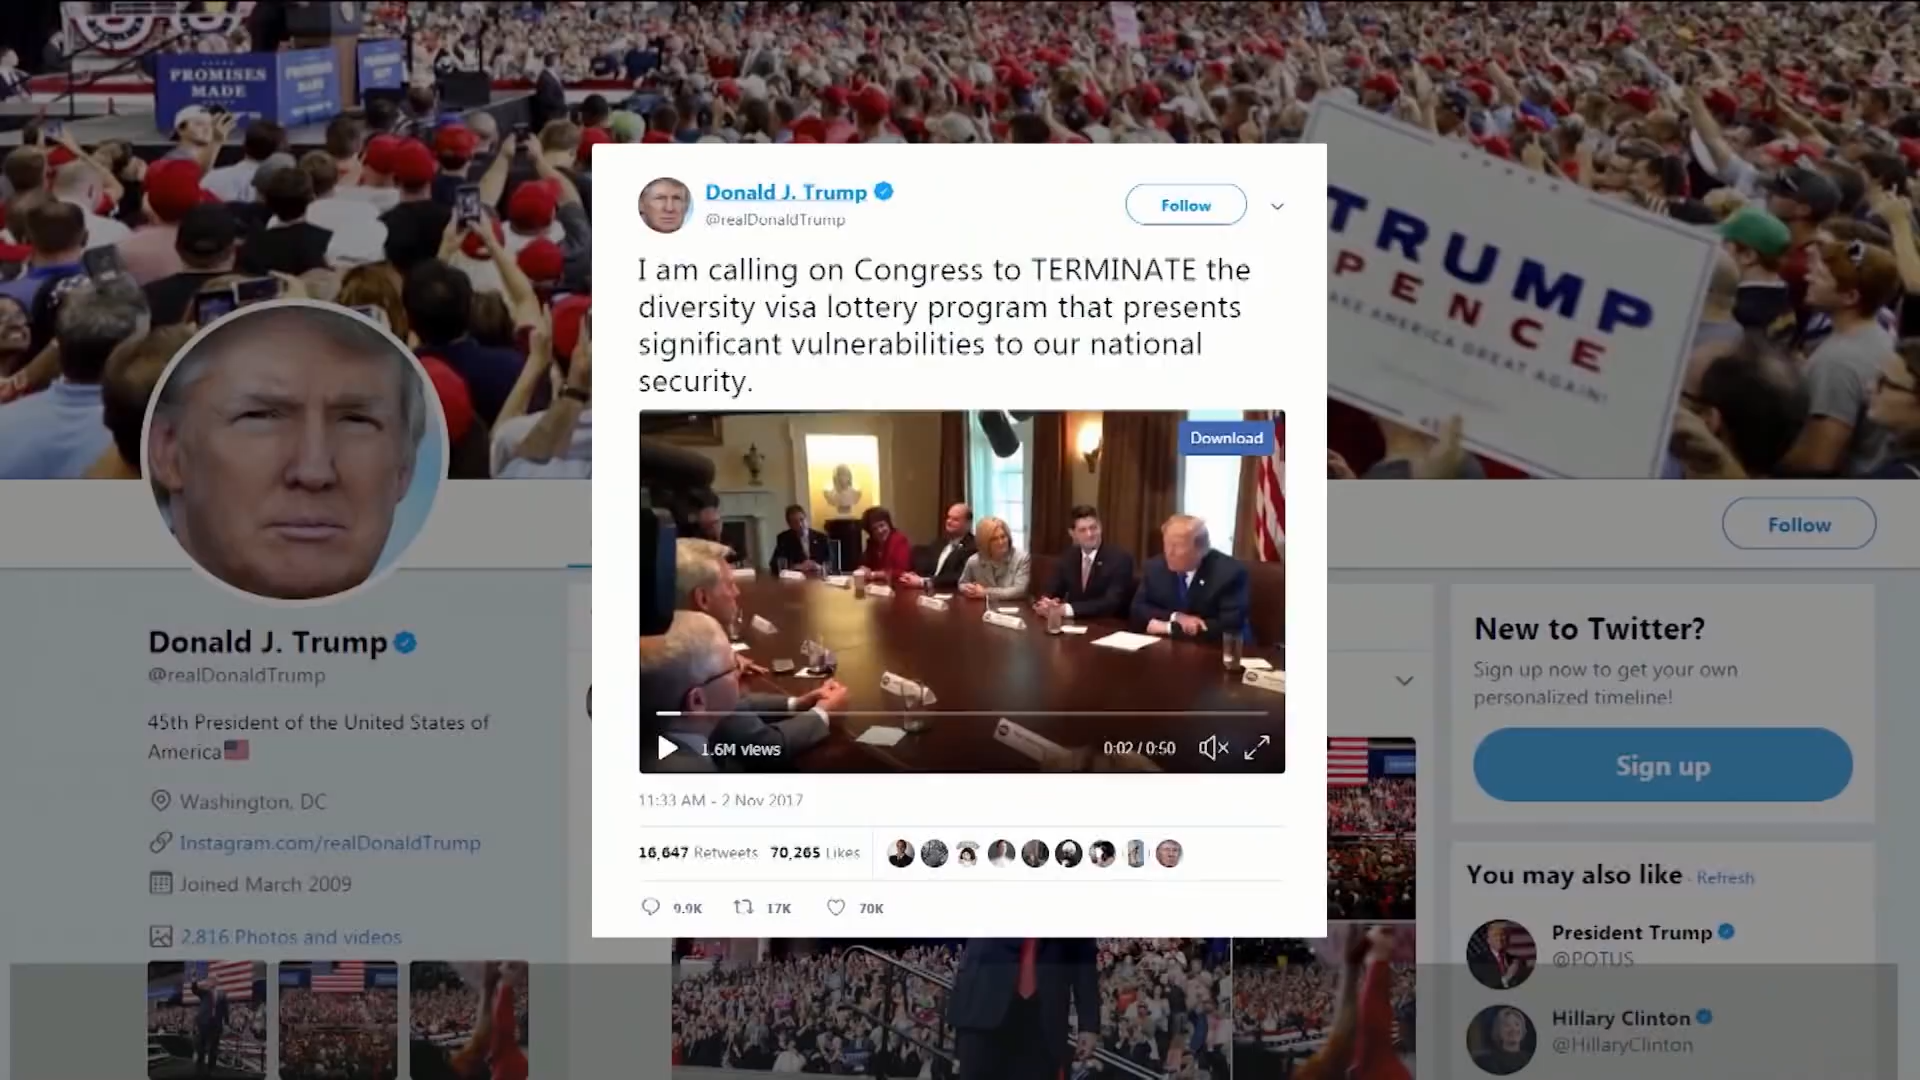 PROMISES
MADE
TRUMP
PENCE
MAKE AMERICA GREAT AGAIN!
Donald J. Trump
@realDonaldTrump
Follow
I am calling on Congress to TERMINATE the
diversity visa lottery program that presents
significant vulnerabilities to our national
security.
Download
1.6M views
0:02 / 0:50
11:33 AM - 2 Nov 2017
16,647 Retweets 70,265 Likes
9.9K 17K 70K
Donald J. Trump
@realDonaldTrump
45th President of the United States of
America
Washington, DC
Instagram.com/realDonaldTrump
Joined March 2009
2,816 Photos and videos
Follow
New to Twitter?
Sign up now to get your own
personalized timeline!
Sign up
You may also like · Refresh
President Trump
@POTUS
Hillary Clinton
@HillaryClinton